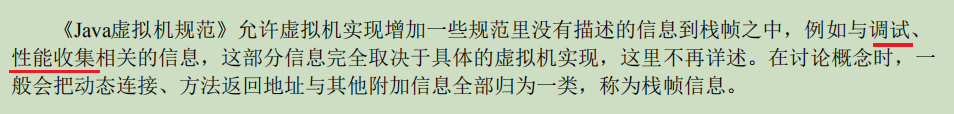 《Java虚拟机规范》允许虚拟机实现增加一些规范里没有描述的信息到栈帧之中，例如与调试、
性能收集相关的信息，这部分信息完全取决于具体的虚拟机实现，这里不再详述。在讨论概念时，一
般会把动态连接、方法返回地址与其他附加信息全部归为一类，称为栈帧信息。